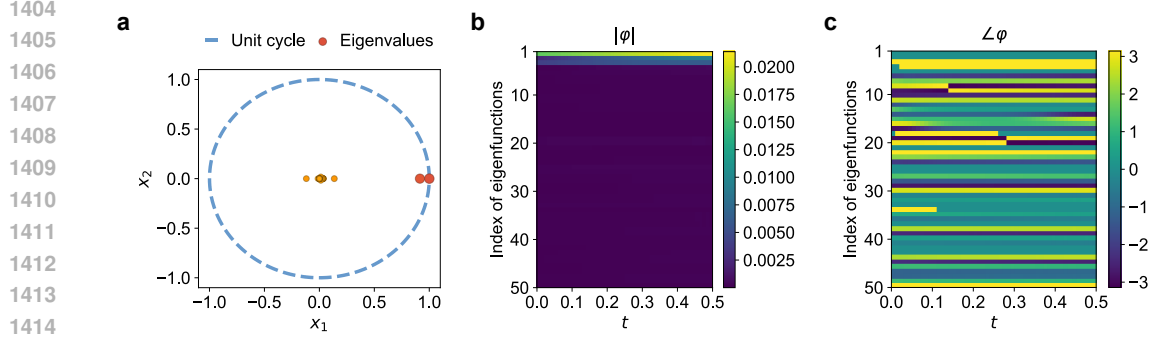 1404
1405
1406
1407
1408
1409
1410
1411
1412
1413
1414
a
Unit cycle
Eigenvalues
1.0
0.5
0.0
−0.5
−1.0
x2
−1.0 −0.5 0.0 0.5 1.0
x1
b
|φ|
1
10
20
30
40
50
Index of eigenfunctions
0.0 0.1 0.2 0.3 0.4 0.5
t
0.0200
0.0175
0.0150
0.0125
0.0100
0.0075
0.0050
0.0025
c
∠φ
1
10
20
30
40
50
Index of eigenfunctions
0.0 0.1 0.2 0.3 0.4 0.5
t
3
2
1
0
−1
−2
−3